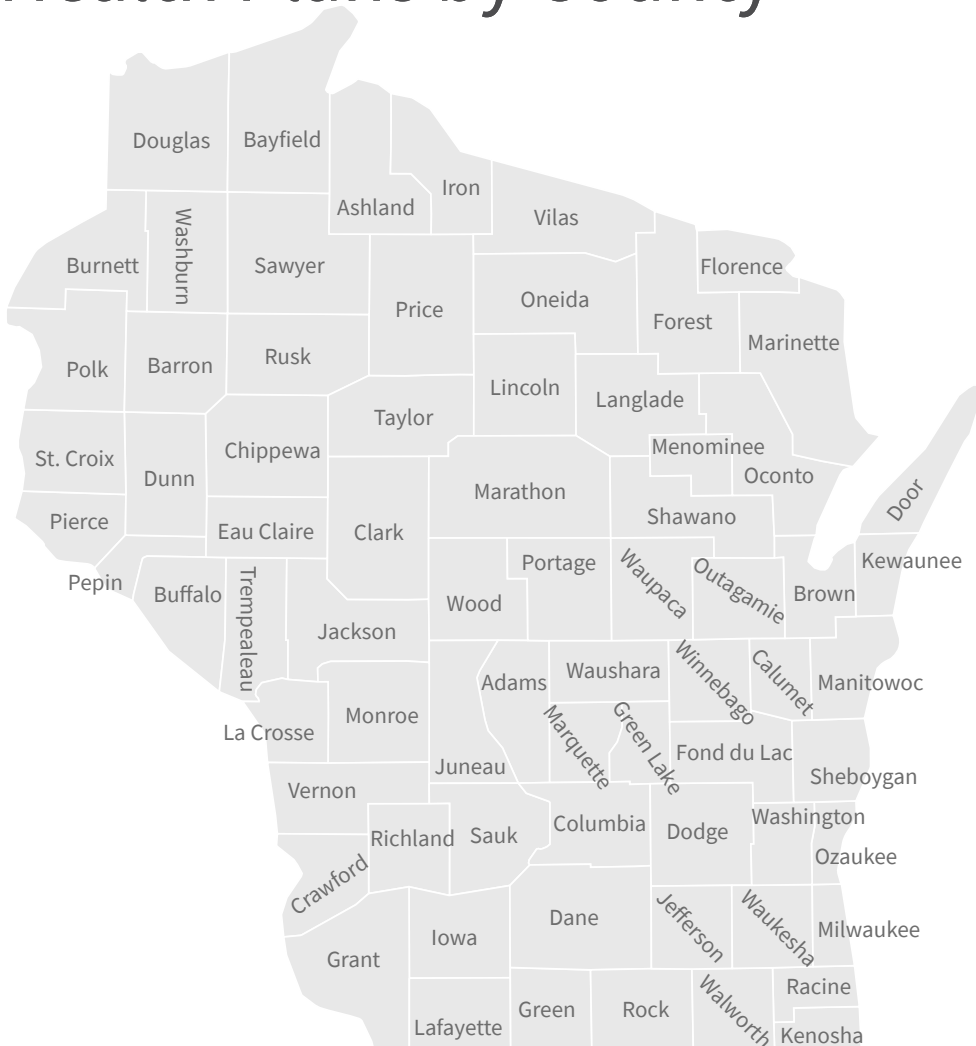 Health Plans by County
Douglas
Bayfield
Ashland
Iron
Vilas
Burnett
Washburn
Sawyer
Price
Oneida
Florence
Forest
Marinette
Polk
Barron
Rusk
Lincoln
Langlade
Taylor
Menominee
St. Croix
Dunn
Chippewa
Marathon
Oconto
Door
Pierce
Eau Claire
Clark
Shawano
Pepin
Buffalo
Trempealeau
Jackson
Wood
Portage
Waupaca
Outagamie
Brown
Kewaunee
La Crosse
Monroe
Juneau
Adams
Waushara
Winnebago
Calumet
Manitowoc
Marquette
Green Lake
Fond du Lac
Sheboygan
Vernon
Richland
Sauk
Columbia
Dodge
Washington
Ozaukee
Crawford
Grant
Iowa
Dane
Jefferson
Waukesha
Milwaukee
Lafayette
Green
Rock
Walworth
Racine
Kenosha